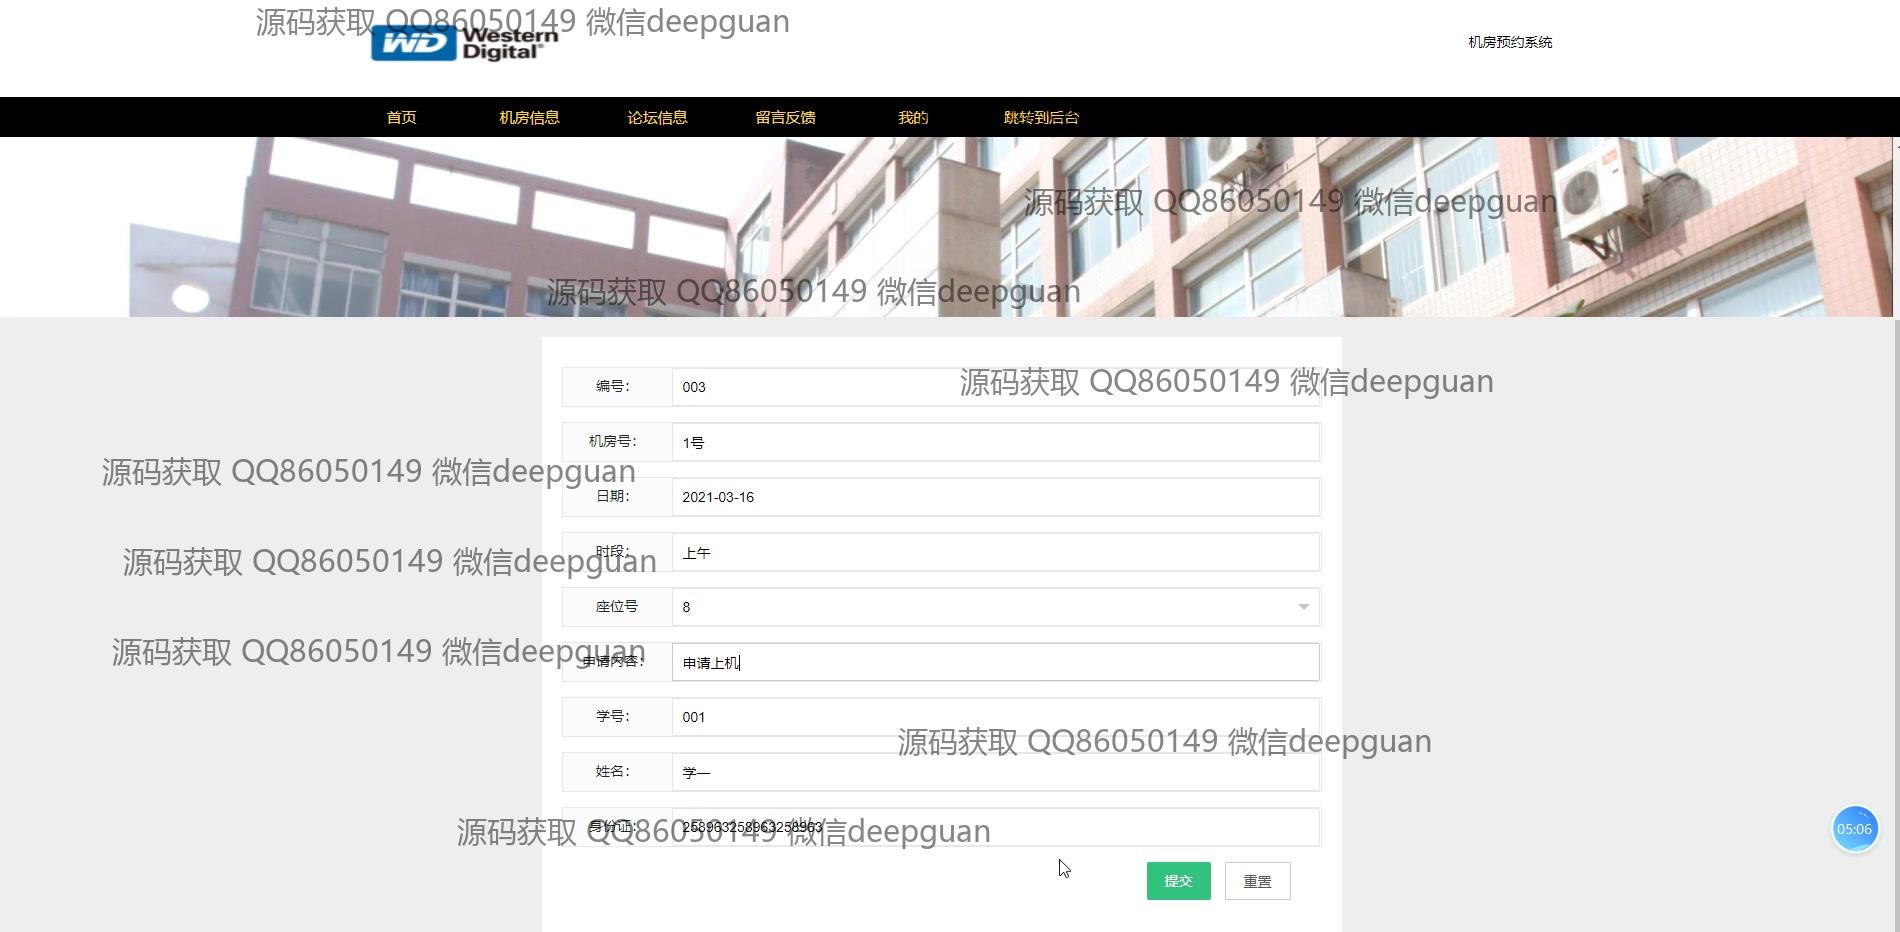 源码获取 QQ86050149 微信deepguan
WD Western
Digital
机房预约系统
首页 机房信息 论坛信息 留言反馈 我的 跳转到后台
源码获取 QQ86050149 微信deepguan
源码获取 QQ86050149 微信deepguan
编号： 003
源码获取 QQ86050149 微信deepguan
机房号： 1号
源码获取 QQ86050149 微信deepguan
日期： 2021-03-16
时段： 上午
源码获取 QQ86050149 微信deepguan
座位号 8
源码获取 QQ86050149 微信deepguan
申请内容： 申请上机
学号： 001
源码获取 QQ86050149 微信deepguan
姓名： 学一
身份证： 258963258963258963
源码获取 QQ86050149 微信deepguan
05:06
提交 重置